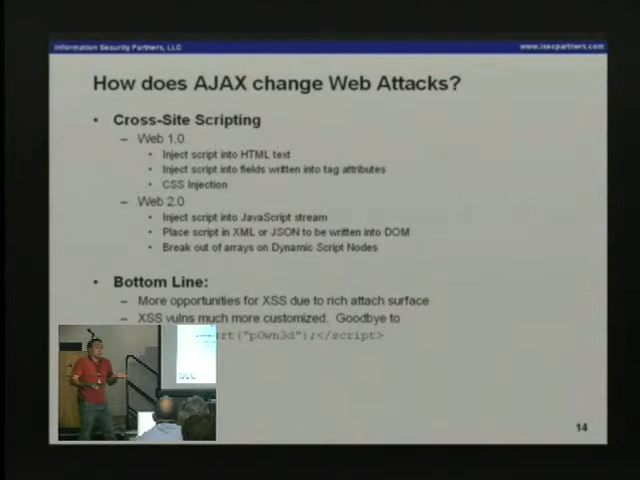 Information Security Partners, LLC
www.isecpartners.com
How does AJAX change Web Attacks?
• Cross-Site Scripting
– Web 1.0
• Inject script into HTML text
• Inject script into fields written into tag attributes
• CSS Injection
– Web 2.0
• Inject script into JavaScript stream
• Place script in XML or JSON to be written into DOM
• Break out of arrays on Dynamic Script Nodes
• Bottom Line:
– More opportunities for XSS due to rich attach surface
– XSS vulns much more customized. Goodbye to
rt("p0wn3d");</script>
14